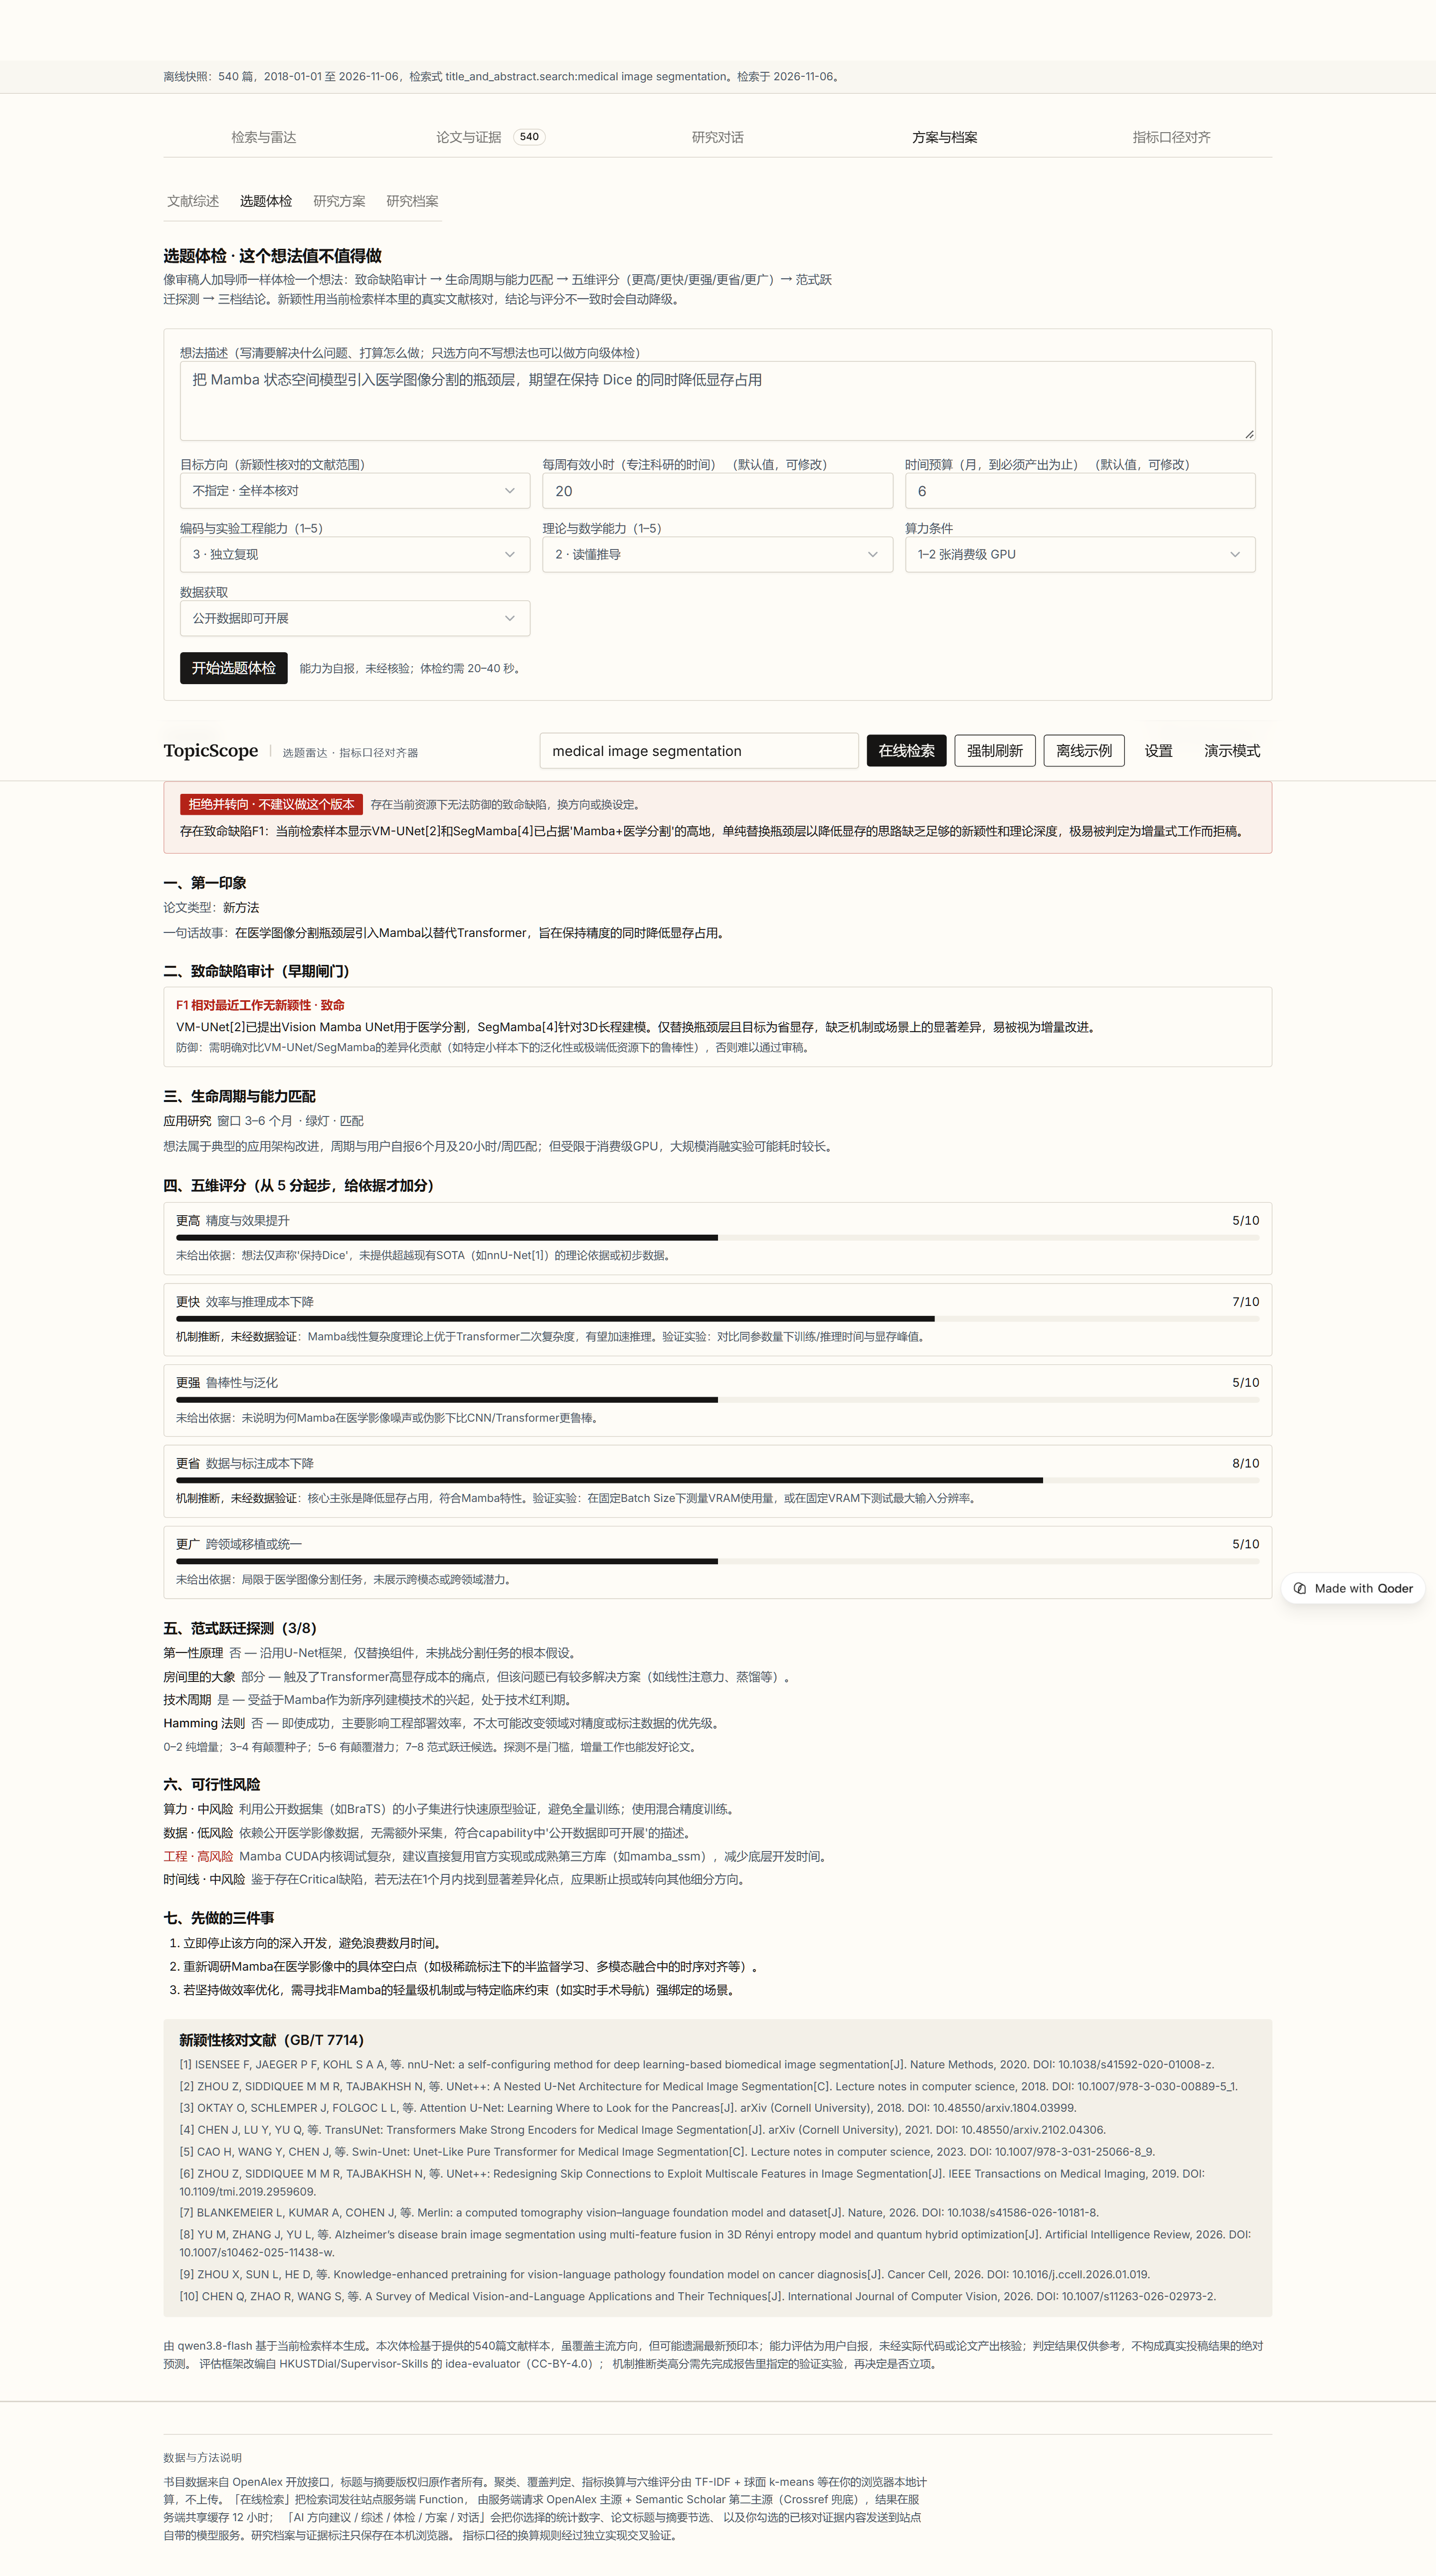 离线快照：540 篇，2018-01-01 至 2026-11-06，检索式 title_and_abstract.search:medical image segmentation。检索于 2026-11-06。
检索与雷达
论文与证据 540
研究对话
方案与档案
指标口径对齐
文献综述
选题体检
研究方案
研究档案
选题体检 · 这个想法值不值得做
像审稿人加导师一样体检一个想法：致命缺陷审计 → 生命周期与能力匹配 → 五维评分（更高/更快/更强/更省/更广）→ 范式跃
迁探测 → 三档结论。新颖性用当前检索样本里的真实文献核对，结论与评分不一致时会自动降级。
想法描述（写清要解决什么问题、打算怎么做；只选方向不写想法也可以做方向级体检）
把 Mamba 状态空间模型引入医学图像分割的瓶颈层，期望在保持 Dice 的同时降低显存占用
目标方向（新颖性核对的文献范围）
每周有效小时（专注科研的时间）（默认值，可修改）
时间预算（月，到必须产出为止）（默认值，可修改）
不指定 · 全样本核对
20
6
编码与实验工程能力（1–5）
理论与数学能力（1–5）
算力条件
3 · 独立复现
2 · 读懂推导
1–2 张消费级 GPU
数据获取
公开数据即可开展
开始选题体检
能力为自报，未经核验；体检约需 20–40 秒。
TopicScope
选题雷达 · 指标口径对齐器
medical image segmentation
在线检索
强制刷新
离线示例
设置
演示模式
拒绝并转向 · 不建议做这个版本 存在当前资源下无法防御的致命缺陷，换方向或换设定。
存在致命缺陷F1：当前检索样本显示VM-UNet[2]和SegMamba[4]已占据'Mamba+医学分割'的高地，单纯替换瓶颈层以降低显存的思路缺乏足够的新颖性和理论深度，极易被判定为增量式工作而拒稿。
一、第一印象
论文类型：新方法
一句话故事：在医学图像分割瓶颈层引入Mamba以替代Transformer，旨在保持精度的同时降低显存占用。
二、致命缺陷审计（早期闸门）
F1 相对最近工作无新颖性 · 致命
VM-UNet[2]已提出Vision Mamba UNet用于医学分割，SegMamba[4]针对3D长程建模。仅替换瓶颈层且目标为省显存，缺乏机制或场景上的显著差异，易被视为增量改进。
防御：需明确对比VM-UNet/SegMamba的差异化贡献（如特定小样本下的泛化性或极端低资源下的鲁棒性），否则难以通过审稿。
三、生命周期与能力匹配
应用研究 窗口 3–6 个月 · 绿灯 · 匹配
想法属于典型的应用架构改进，周期与用户自报6个月及20小时/周匹配；但受限于消费级GPU，大规模消融实验可能耗时较长。
四、五维评分（从 5 分起步，给依据才加分）
更高 精度与效果提升 5/10
未给出依据：想法仅声称'保持Dice'，未提供超越现有SOTA（如nnU-Net[1]）的理论依据或初步数据。
更快 效率与推理成本下降 7/10
机制推断，未经数据验证：Mamba线性复杂度理论上优于Transformer二次复杂度，有望加速推理。验证实验：对比同参数量下训练/推理时间与显存峰值。
更强 鲁棒性与泛化 5/10
未给出依据：未说明为何Mamba在医学影像噪声或伪影下比CNN/Transformer更鲁棒。
更省 数据与标注成本下降 8/10
机制推断，未经数据验证：核心主张是降低显存占用，符合Mamba特性。验证实验：在固定Batch Size下测量VRAM使用量，或在固定VRAM下测试最大输入分辨率。
更广 跨领域移植或统一 5/10
未给出依据：局限于医学图像分割任务，未展示跨模态或跨领域潜力。
Made with Qoder
五、范式跃迁探测（3/8）
第一性原理 否 — 沿用U-Net框架，仅替换组件，未挑战分割任务的根本假设。
房间里的大象 部分 — 触及了Transformer高显存成本的痛点，但该问题已有较多解决方案（如线性注意力、蒸馏等）。
技术周期 是 — 受益于Mamba作为新序列建模技术的兴起，处于技术红利期。
Hamming 法则 否 — 即使成功，主要影响工程部署效率，不太可能改变领域对精度或标注数据的优先级。
0–2 纯增量；3–4 有颠覆种子；5–6 有颠覆潜力；7–8 范式跃迁候选。探测不是门槛，增量工作也能发好论文。
六、可行性风险
算力 · 中风险 利用公开数据集（如BraTS）的小子集进行快速原型验证，避免全量训练；使用混合精度训练。
数据 · 低风险 依赖公开医学影像数据，无需额外采集，符合capability中'公开数据即可开展'的描述。
工程 · 高风险 Mamba CUDA内核调试复杂，建议直接复用官方实现或成熟第三方库（如mamba_ssm），减少底层开发时间。
时间线 · 中风险 鉴于存在Critical缺陷，若无法在1个月内找到显著差异化点，应果断止损或转向其他细分方向。
七、先做的三件事
1. 立即停止该方向的深入开发，避免浪费数月时间。
2. 重新调研Mamba在医学影像中的具体空白点（如极稀疏标注下的半监督学习、多模态融合中的时序对齐等）。
3. 若坚持做效率优化，需寻找非Mamba的轻量级机制或与特定临床约束（如实时手术导航）强绑定的场景。
新颖性核对文献（GB/T 7714）
[1] ISENSEE F, JAEGER P F, KOHL S A A, 等. nnU-Net: a self-configuring method for deep learning-based biomedical image segmentation[J]. Nature Methods, 2020. DOI: 10.1038/s41592-020-01008-z.
[2] ZHOU Z, SIDDIQUEE M M R, TAJBAKHSH N, 等. UNet++: A Nested U-Net Architecture for Medical Image Segmentation[C]. Lecture notes in computer science, 2018. DOI: 10.1007/978-3-030-00889-5_1.
[3] OKTAY O, SCHLEMPER J, FOLGOC L L, 等. Attention U-Net: Learning Where to Look for the Pancreas[J]. arXiv (Cornell University), 2018. DOI: 10.48550/arxiv.1804.03999.
[4] CHEN J, LU Y, YU Q, 等. TransUNet: Transformers Make Strong Encoders for Medical Image Segmentation[J]. arXiv (Cornell University), 2021. DOI: 10.48550/arxiv.2102.04306.
[5] CAO H, WANG Y, CHEN J, 等. Swin-Unet: Unet-Like Pure Transformer for Medical Image Segmentation[C]. Lecture notes in computer science, 2023. DOI: 10.1007/978-3-031-25066-8_9.
[6] ZHOU Z, SIDDIQUEE M M R, TAJBAKHSH N, 等. UNet++: Redesigning Skip Connections to Exploit Multiscale Features in Image Segmentation[J]. IEEE Transactions on Medical Imaging, 2019. DOI:
10.1109/tmi.2019.2959609.
[7] BLANKEMEIER L, KUMAR A, COHEN J, 等. Merlin: a computed tomography vision–language foundation model and dataset[J]. Nature, 2026. DOI: 10.1038/s41586-026-10181-8.
[8] YU M, ZHANG J, YU L, 等. Alzheimer’s disease brain image segmentation using multi-feature fusion in 3D Rényi entropy model and quantum hybrid optimization[J]. Artificial Intelligence Review, 2026. DOI:
10.1007/s10462-025-11438-w.
[9] ZHOU X, SUN L, HE D, 等. Knowledge-enhanced pretraining for vision-language pathology foundation model on cancer diagnosis[J]. Cancer Cell, 2026. DOI: 10.1016/j.ccell.2026.01.019.
[10] CHEN Q, ZHAO R, WANG S, 等. A Survey of Medical Vision-and-Language Applications and Their Techniques[J]. International Journal of Computer Vision, 2026. DOI: 10.1007/s11263-026-02973-2.
由 qwen3.8-flash 基于当前检索样本生成。本次体检基于提供的540篇文献样本，虽覆盖主流方向，但可能遗漏最新预印本；能力评估为用户自报，未经实际代码或论文产出核验；判定结果仅供参考，不构成真实投稿结果的绝对
预测。 评估框架改编自 HKUSTDial/Supervisor-Skills 的 idea-evaluator（CC-BY-4.0）； 机制推断类高分需先完成报告里指定的验证实验，再决定是否立项。
数据与方法说明
书目数据来自 OpenAlex 开放接口，标题与摘要版权归原作者所有。聚类、覆盖判定、指标换算与六维评分由 TF-IDF + 球面 k-means 等在你的浏览器本地计
算，不上传。「在线检索」把检索词发往站点服务端 Function， 由服务端请求 OpenAlex 主源 + Semantic Scholar 第二主源（Crossref 兜底），结果在服
务端共享缓存 12 小时； 「AI 方向建议 / 综述 / 体检 / 方案 / 对话」会把你选择的统计数字、论文标题与摘要节选、 以及你勾选的已核对证据内容发送到站点
自带的模型服务。研究档案与证据标注只保存在本机浏览器。 指标口径的换算规则经过独立实现交叉验证。